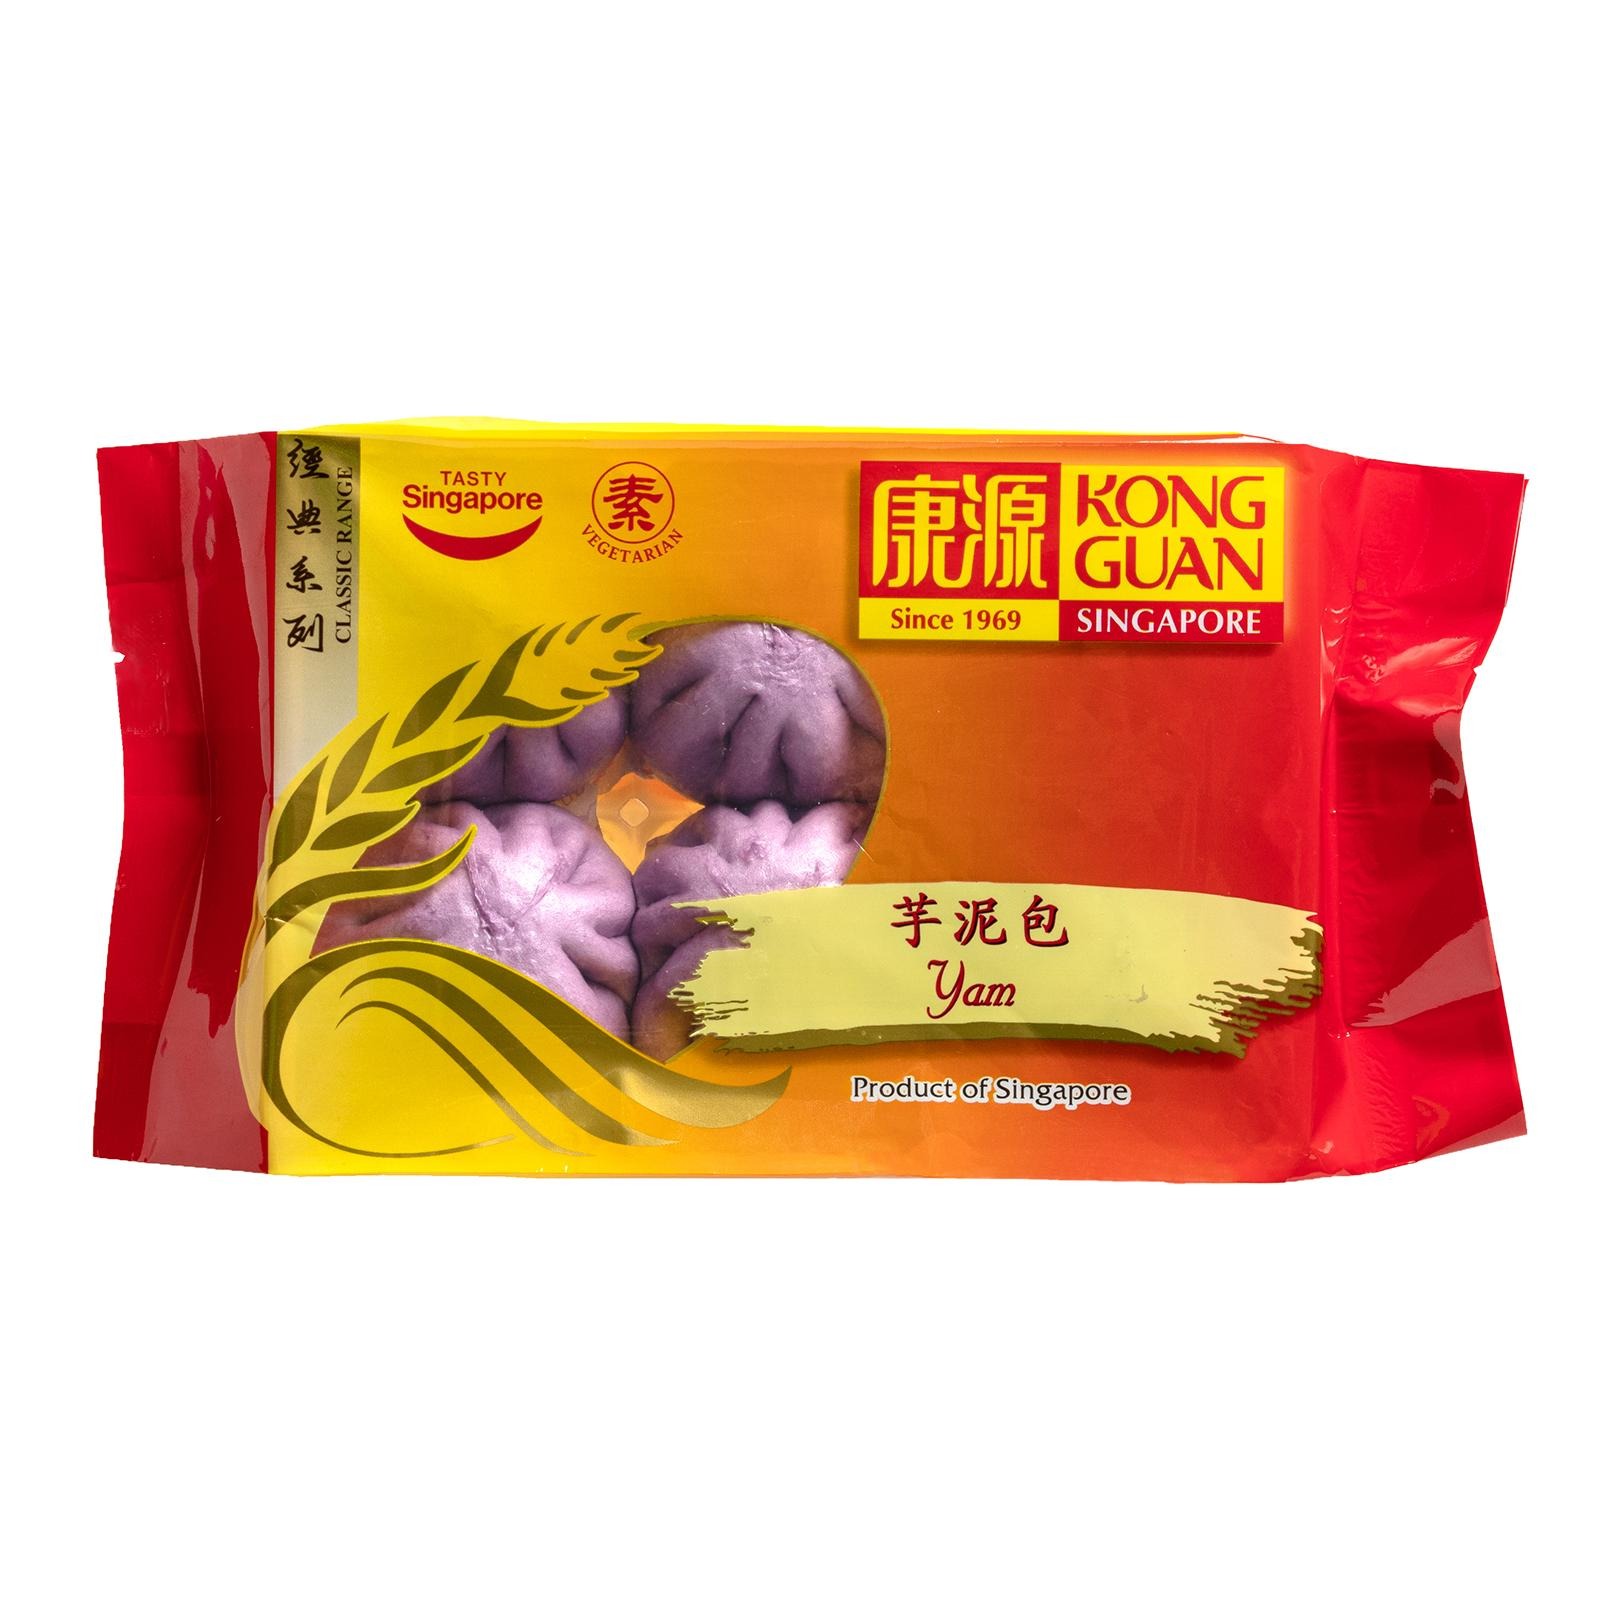 經典系列
CLASSIC RANGE
TASTY
Singapore
素
VEGETARIAN
康源
KONG
GUAN
Since 1969
SINGAPORE
芋泥包
Yam
Product of Singapore